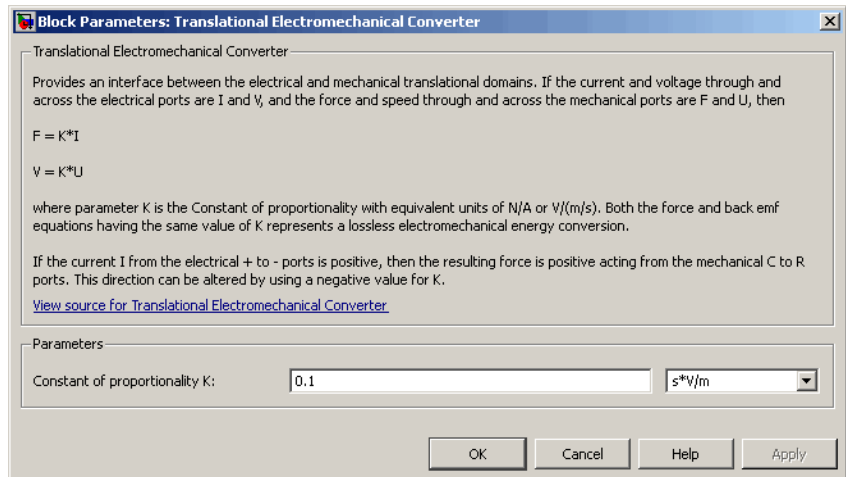 Block Parameters: Translational Electromechanical Converter
Translational Electromechanical Converter
Provides an interface between the electrical and mechanical translational domains. If the current and voltage through and
across the electrical ports are I and V, and the force and speed through and across the mechanical ports are F and U, then
F = K*I
V = K*U
where parameter K is the Constant of proportionality with equivalent units of N/A or V/(m/s). Both the force and back emf
equations having the same value of K represents a lossless electromechanical energy conversion.
If the current I from the electrical + to - ports is positive, then the resulting force is positive acting from the mechanical C to R
ports. This direction can be altered by using a negative value for K.
View source for Translational Electromechanical Converter
Parameters
Constant of proportionality K: 0.1 s*V/m
OK Cancel Help Apply